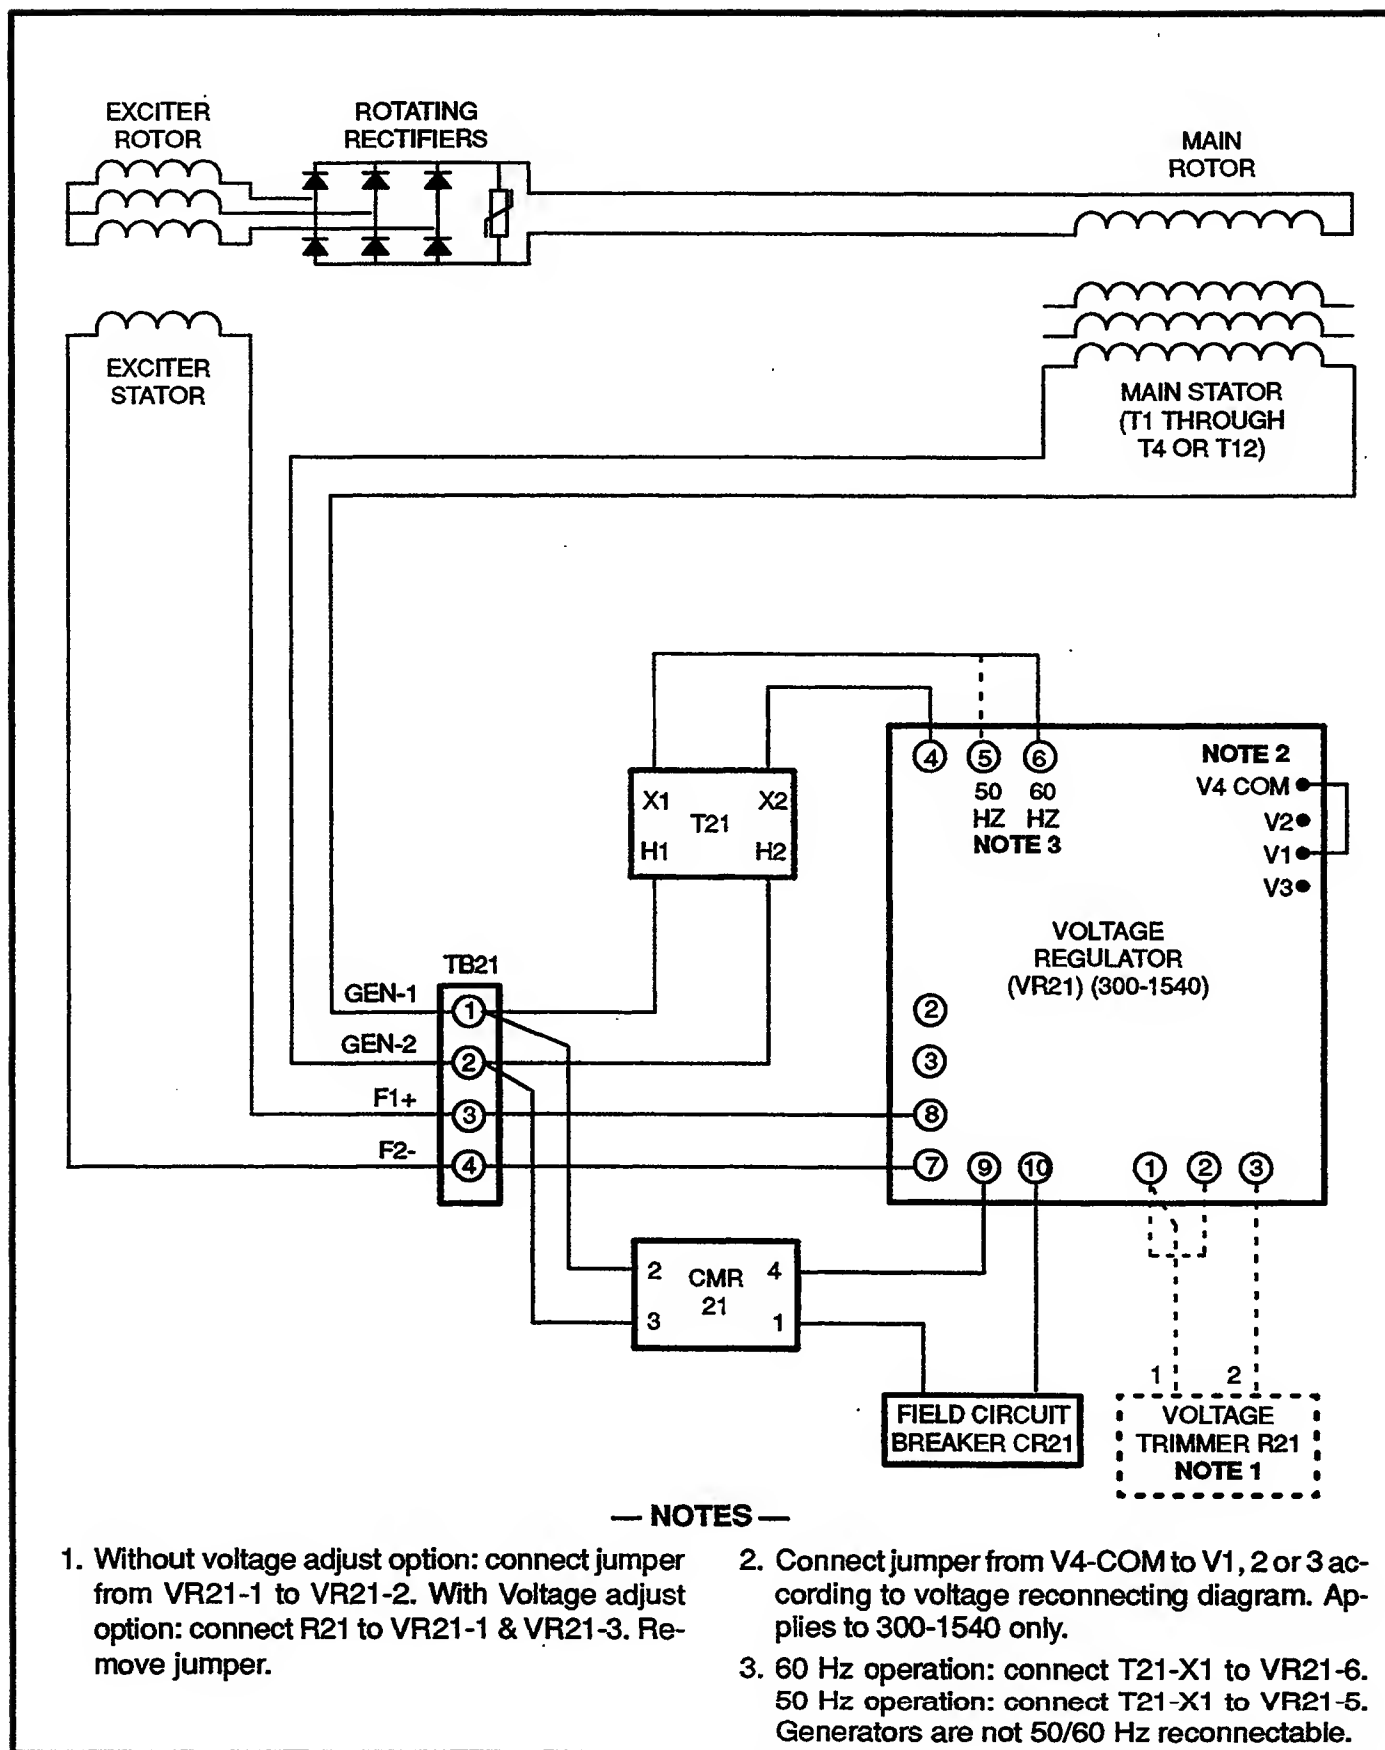 EXCITER
ROTOR
ROTATING
RECTIFIERS
MAIN
ROTOR
EXCITER
STATOR
MAIN STATOR
(T1 THROUGH
T4 OR T12)
4 5 6
50 60
HZ HZ
NOTE 3
NOTE 2
V4 COM
V2
V1
V3
X1 X2
T21
H1 H2
VOLTAGE
REGULATOR
(VR21) (300-1540)
TB21
GEN-1 1
GEN-2 2
F1+ 3
F2- 4
2
3
8
7 9 10 1 2 3
2 CMR 4
21
3 1
1 2
FIELD CIRCUIT
BREAKER CR21
VOLTAGE
TRIMMER R21
NOTE 1
— NOTES —
1. Without voltage adjust option: connect jumper
from VR21-1 to VR21-2. With Voltage adjust
option: connect R21 to VR21-1 & VR21-3. Re-
move jumper.
2. Connect jumper from V4-COM to V1, 2 or 3 ac-
cording to voltage reconnecting diagram. Ap-
plies to 300-1540 only.
3. 60 Hz operation: connect T21-X1 to VR21-6.
50 Hz operation: connect T21-X1 to VR21-5.
Generators are not 50/60 Hz reconnectable.